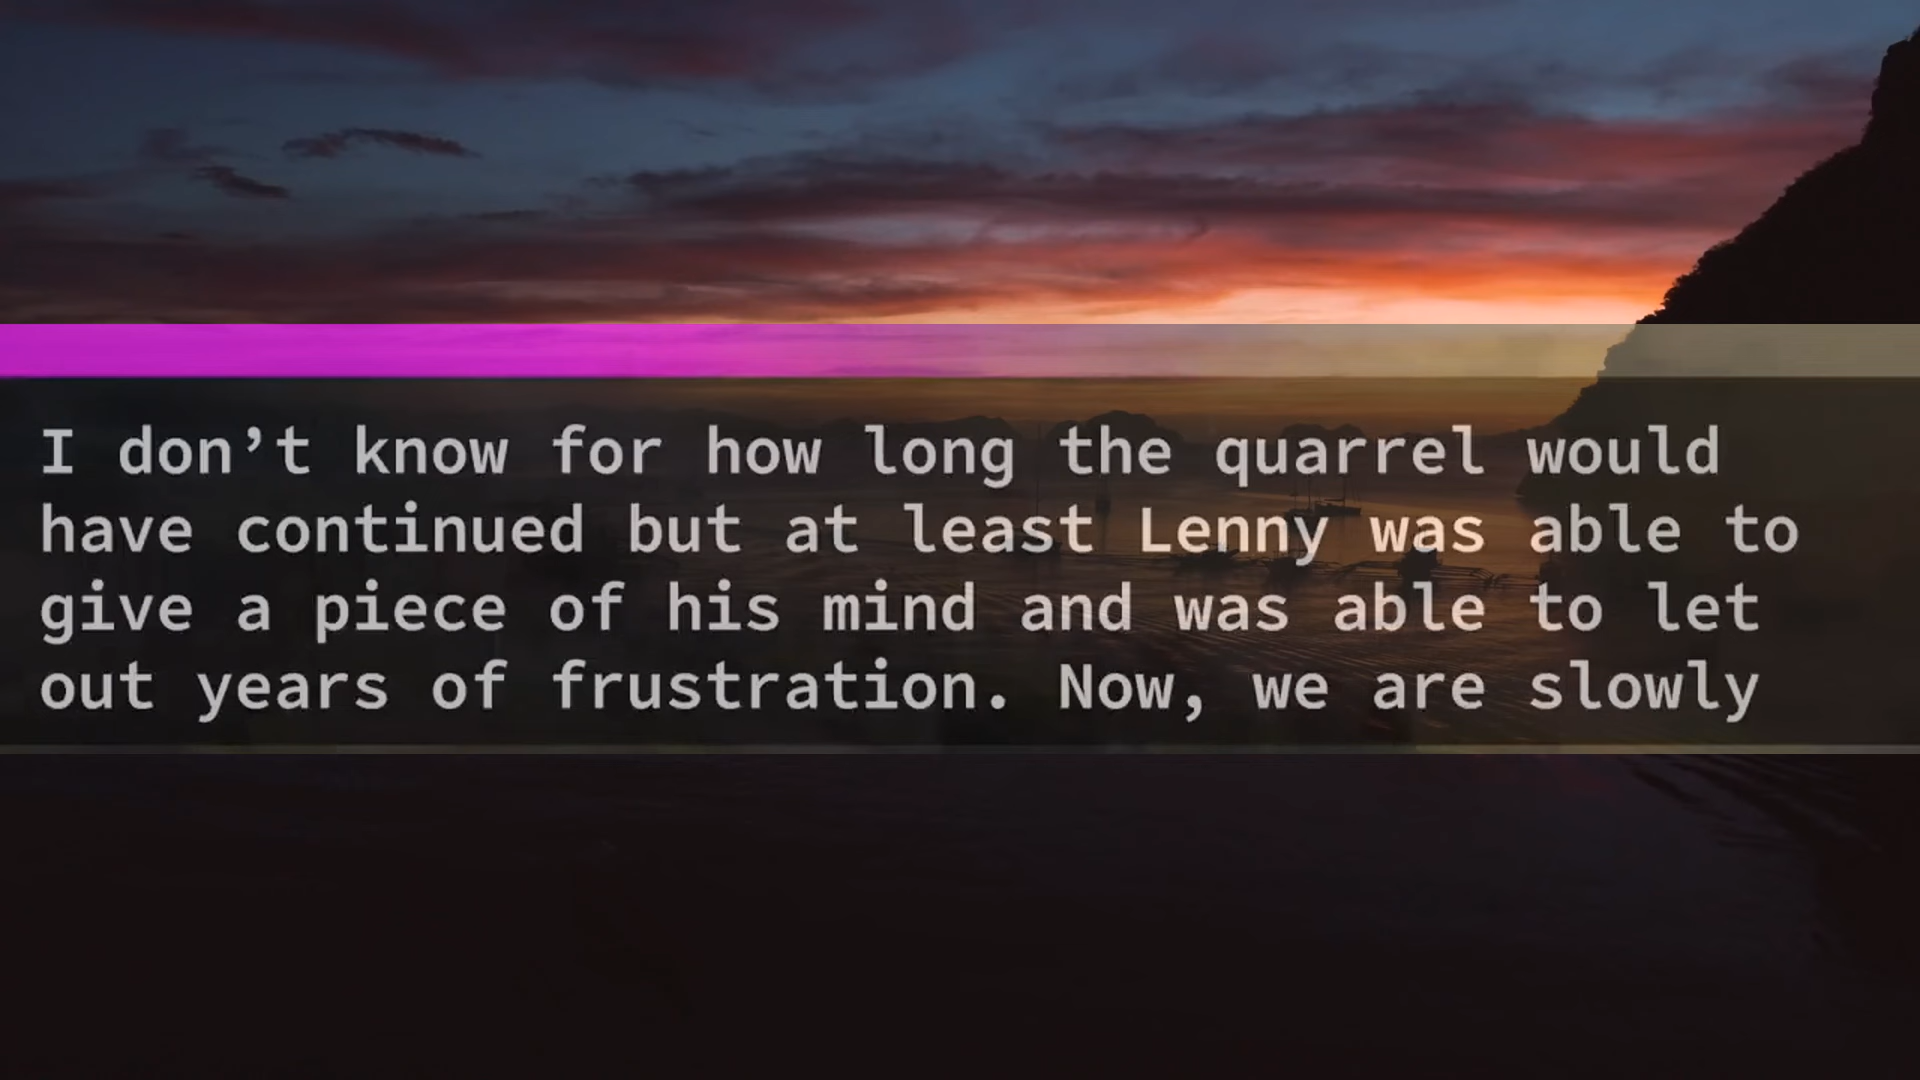 I don’t know for how long the quarrel would
have continued but at least Lenny was able to
give a piece of his mind and was able to let
out years of frustration. Now, we are slowly